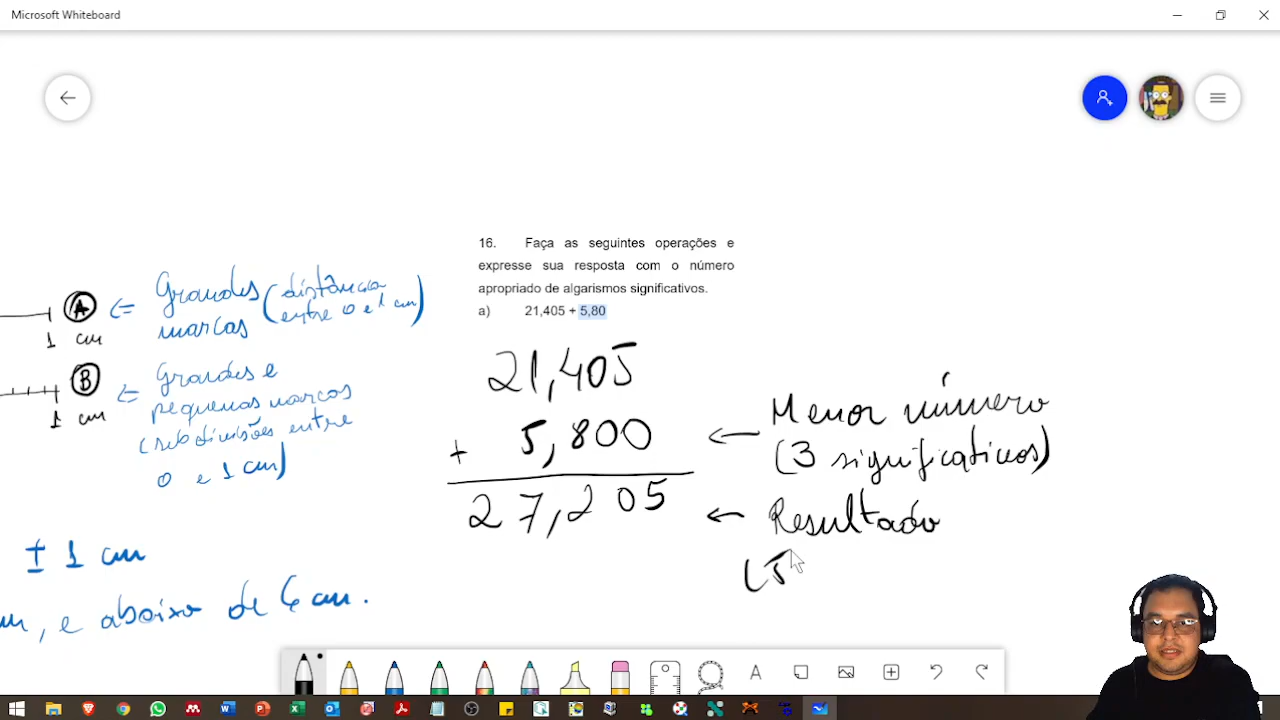 Microsoft Whiteboard
16. Faça as seguintes operações e
expresse sua resposta com o número
apropriado de algarismos significativos.
a) 21,405 + 5,80
A ⇐ Grandes (distância
marcas entre 0 e 1 cm)
1 cm
B ⇐ Grandes e
1 cm pequenas marcas
(subdivisões entre
0 e 1 cm)
± 1 cm
, e abaixo de 6 cm.
21,405
+ 5,800 ← Menor número
(3 significativos)
27,205 ← Resultado
(5
A